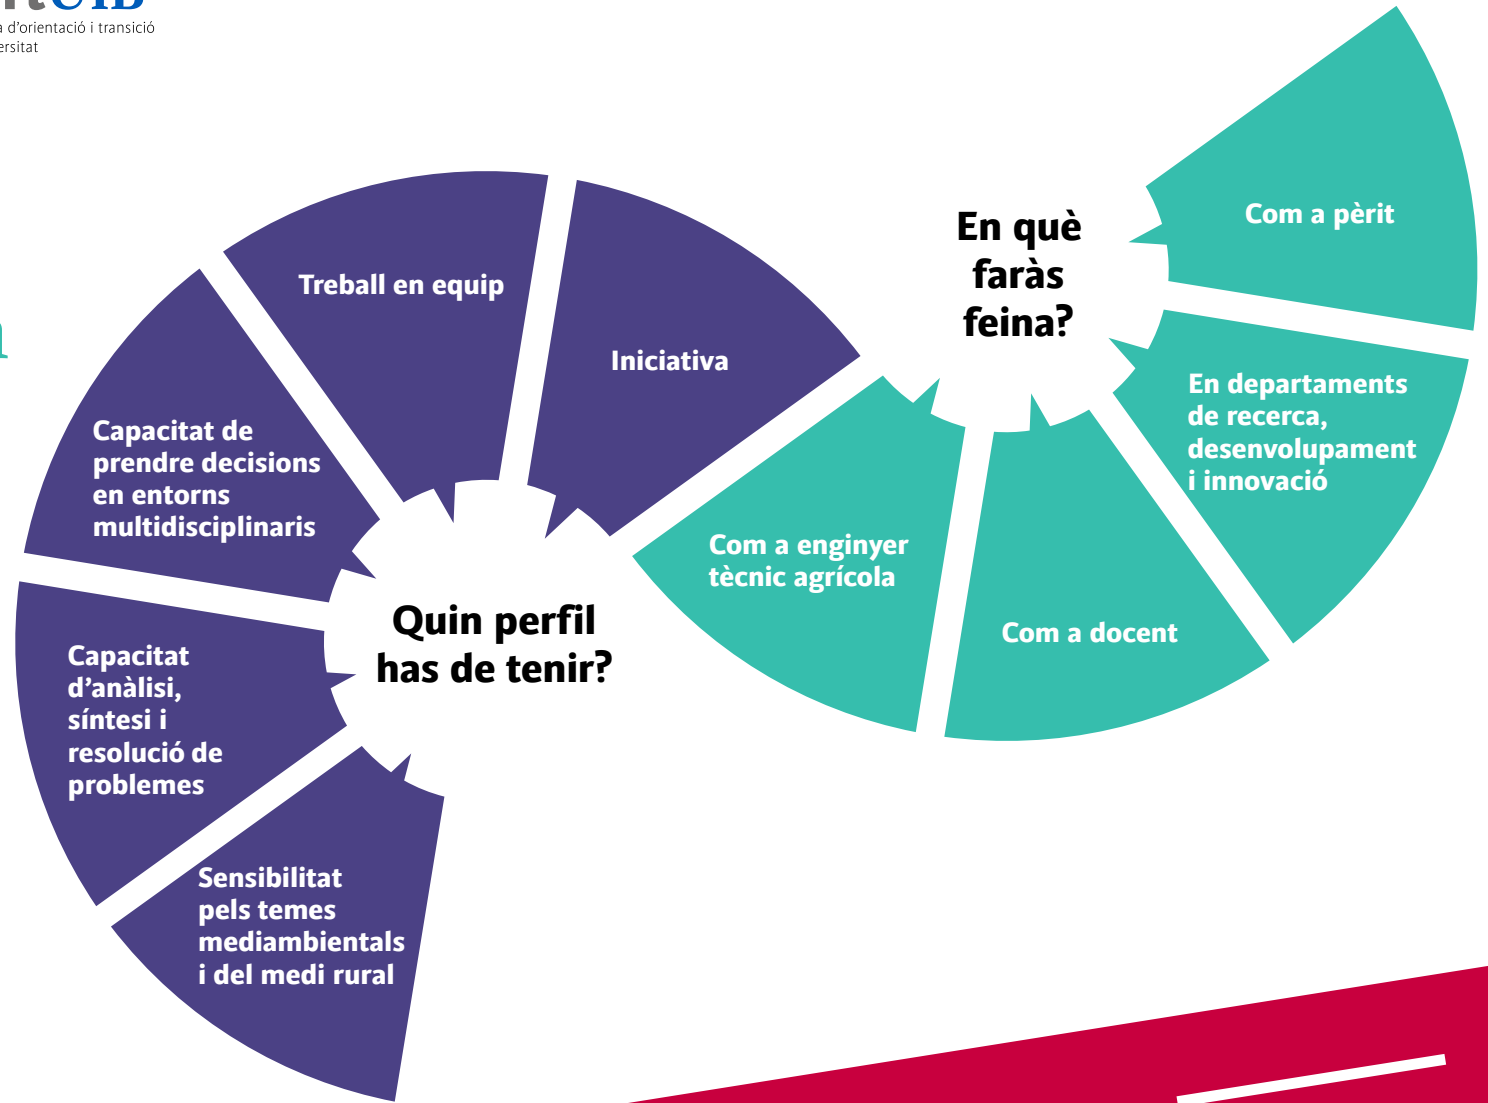 UIB
d'orientació i transició
Treball en equip
Iniciativa
Capacitat de
prendre decisions
en entorns
multidisciplinaris
Capacitat
d'anàlisi,
síntesi i
resolució de
problemes
Sensibilitat
pels temes
mediambientals
i del medi rural
Quin perfil
has de tenir?
En què
faràs
feina?
Com a pèrit
En departaments
de recerca,
desenvolupament
i innovació
Com a docent
Com a enginyer
tècnic agrícola